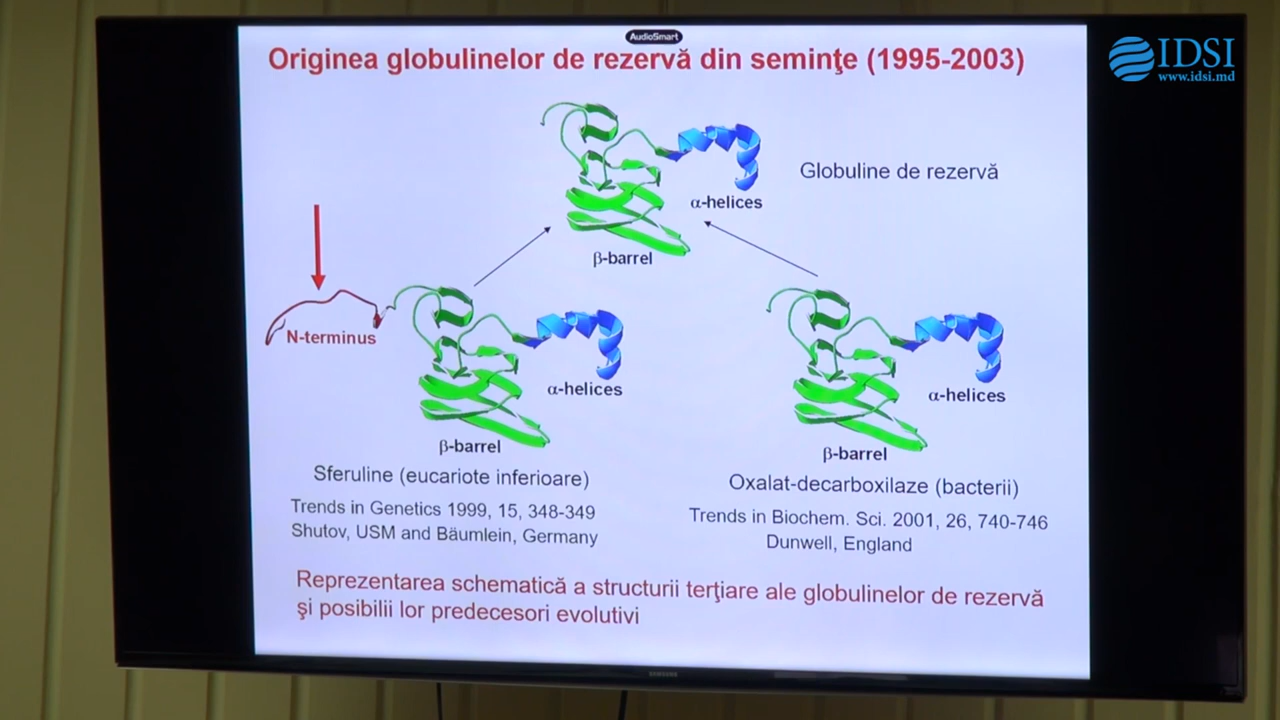 AudioSmart
IDSI
www.idsi.md
Originea globulinelor de rezervă din seminţe (1995-2003)
Globuline de rezervă
α-helices
β-barrel
N-terminus
α-helices
α-helices
β-barrel
β-barrel
Sferuline (eucariote inferioare)
Oxalat-decarboxilaze (bacterii)
Trends in Genetics 1999, 15, 348-349
Shutov, USM and Bäumlein, Germany
Trends in Biochem. Sci. 2001, 26, 740-746
Dunwell, England
Reprezentarea schematică a structurii terţiare ale globulinelor de rezervă
şi posibilii lor predecesori evolutivi
SAMSUNG